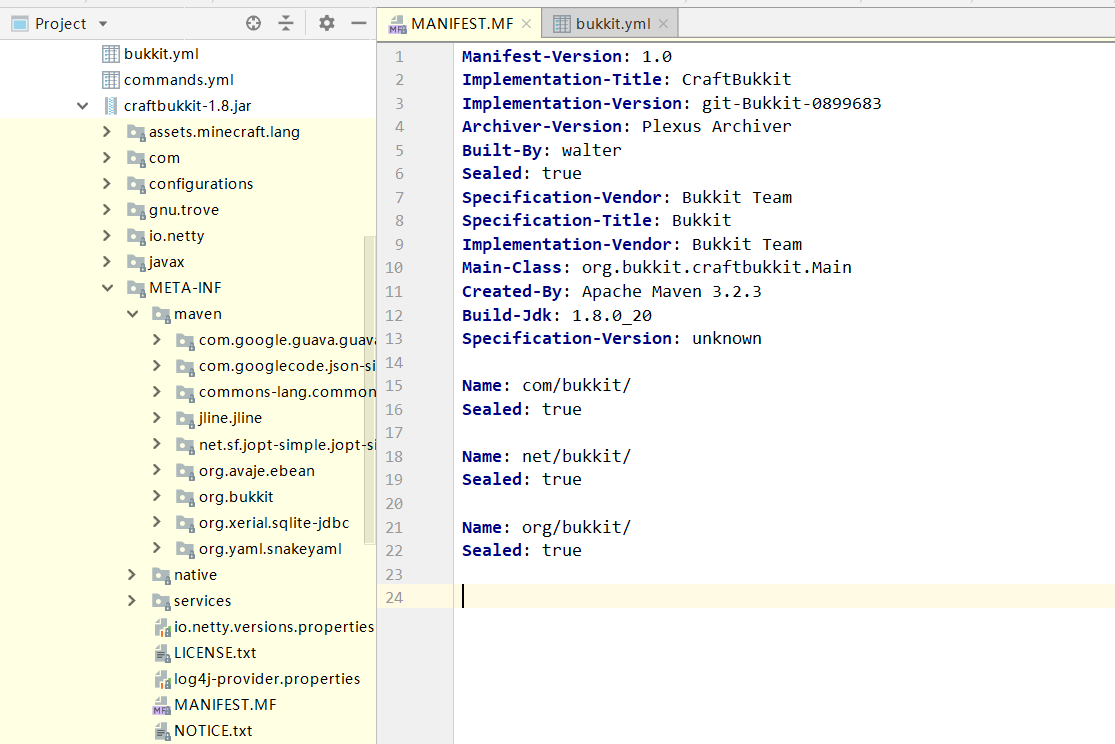 Project
bukkit.yml
commands.yml
craftbukkit-1.8.jar
assets.minecraft.lang
com
configurations
gnu.trove
io.netty
javax
META-INF
maven
com.google.guava.guava
com.googlecode.json-si
commons-lang.common
jline.jline
net.sf.jopt-simple.jopt-si
org.avaje.ebean
org.bukkit
org.xerial.sqlite-jdbc
org.yaml.snakeyaml
native
services
io.netty.versions.properties
LICENSE.txt
log4j-provider.properties
MF MANIFEST.MF
NOTICE.txt
MF MANIFEST.MF
bukkit.yml
1 Manifest-Version: 1.0
2 Implementation-Title: CraftBukkit
3 Implementation-Version: git-Bukkit-0899683
4 Archiver-Version: Plexus Archiver
5 Built-By: walter
6 Sealed: true
7 Specification-Vendor: Bukkit Team
8 Specification-Title: Bukkit
9 Implementation-Vendor: Bukkit Team
10 Main-Class: org.bukkit.craftbukkit.Main
11 Created-By: Apache Maven 3.2.3
12 Build-Jdk: 1.8.0_20
13 Specification-Version: unknown
14
15 Name: com/bukkit/
16 Sealed: true
17
18 Name: net/bukkit/
19 Sealed: true
20
21 Name: org/bukkit/
22 Sealed: true
23
24